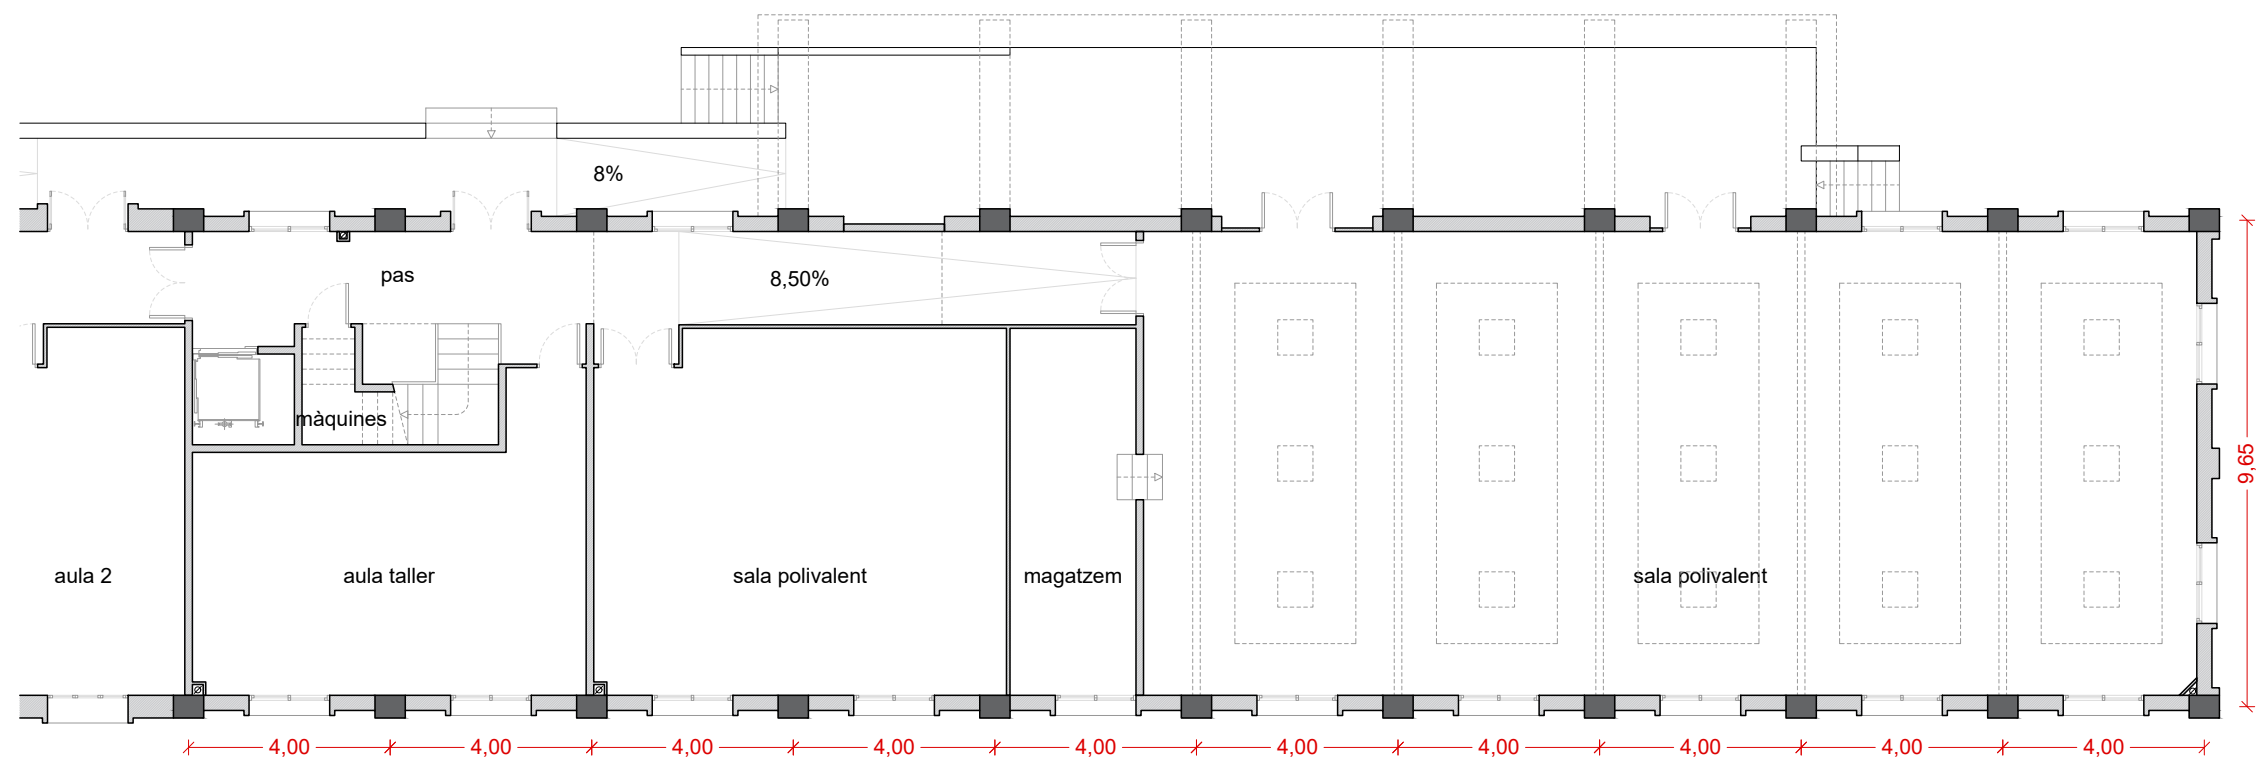 8%
pas
8,50%
màquines
9,65
aula 2
aula taller
sala polivalent
magatzem
sala polivalent
4,00
4,00
4,00
4,00
4,00
4,00
4,00
4,00
4,00
4,00